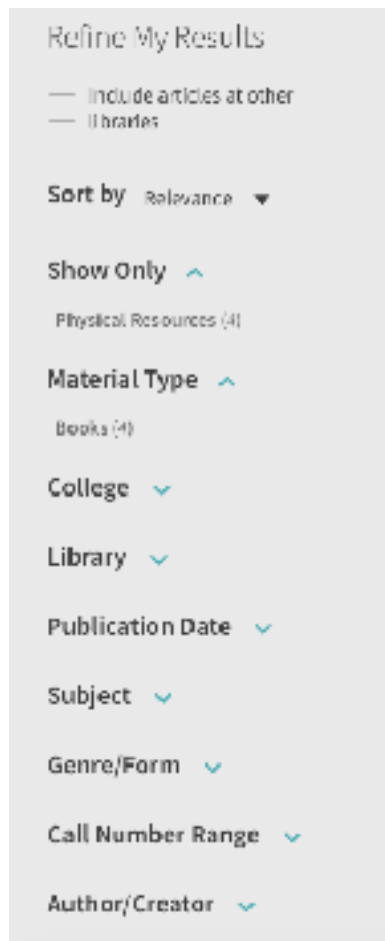 Refine My Results
Include articles at other
libraries
Sort by Relevance
Show Only
Physical Resources (4)
Material Type
Books (4)
College
Library
Publication Date
Subject
Genre/Form
Call Number Range
Author/Creator